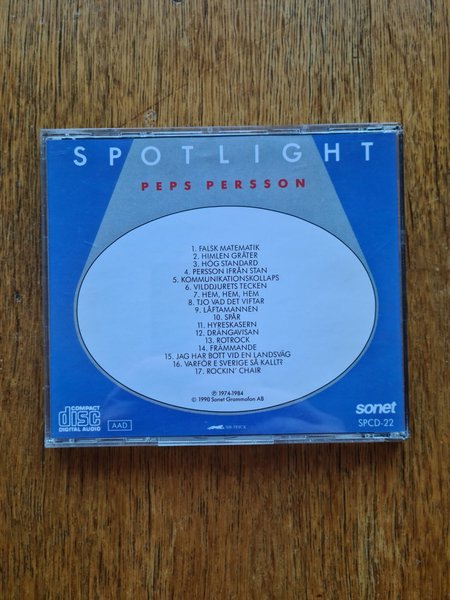 SPOTLIGHT
PEPS PERSSON
1. FALSK MATEMATIK
2. HIMLEN GRÅTER
3. HÖG STANDARD
4. PERSSON IFRÅN STAN
5. KOMMUNIKATIONSKOLLAPS
6. VILDDJURETS TECKEN
7. HEM, HEM, HEM
8. TJO VAD DET VIFTAR
9. LÅFTAMANNEN
10. SPÅR
11. HYRESKASERN
12. DRÄNGAVISAN
13. ROTROCK
14. FRÄMMANDE
15. JAG HAR BOTT VID EN LANDSVÄG
16. VARFÖR E SVERIGE SÅ KALLT?
17. ROCKIN' CHAIR
℗ 1974-1984
© 1990 Sonet Grammofon AB
COMPACT
disc
DIGITAL AUDIO
AAD
sonet
SPCD-22